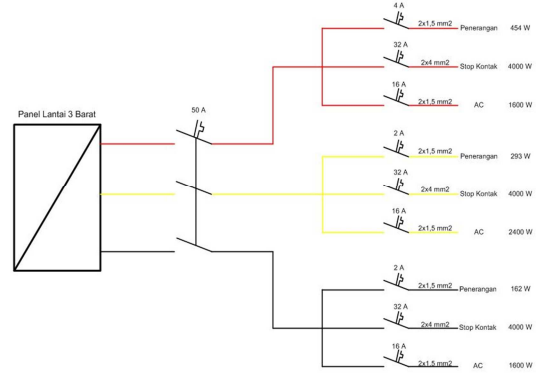 4 A
2x1,5 mm2 Penerangan 454 W
32 A
2x4 mm2 Stop Kontak 4000 W
16 A
2x1,5 mm2 AC 1600 W
Panel Lantai 3 Barat
50 A
2 A
2x1,5 mm2 Penerangan 293 W
32 A
2x4 mm2 Stop Kontak 4000 W
16 A
2x1,5 mm2 AC 2400 W
2 A
2x1,5 mm2 Penerangan 162 W
32 A
2x4 mm2 Stop Kontak 4000 W
16 A
2x1,5 mm2 AC 1600 W